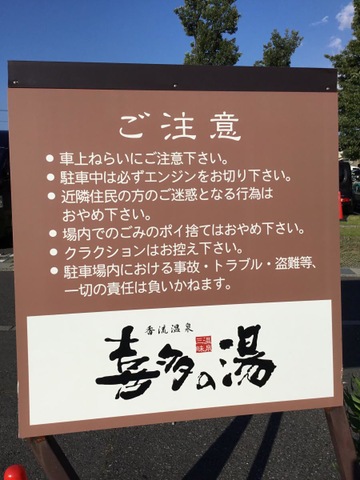 ご注意
● 車上ねらいにご注意下さい。
● 駐車中は必ずエンジンをお切り下さい。
● 近隣住民の方のご迷惑となる行為は
おやめ下さい。
● 場内でのごみのポイ捨てはおやめ下さい。
● クラクションはお控え下さい。
● 駐車場内における事故・トラブル・盗難等、
一切の責任は負いかねます。
香流温泉
喜多の湯
温泉三昧